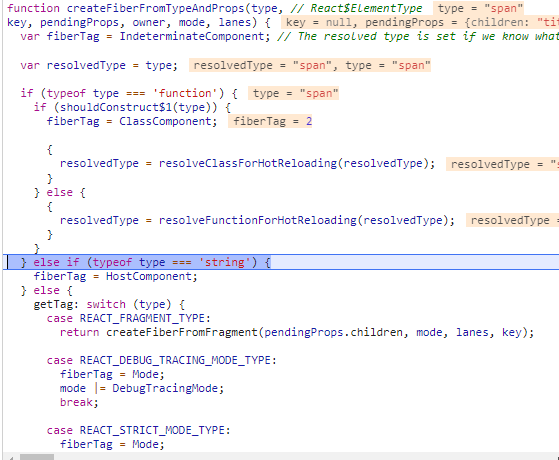 function createFiberFromTypeAndProps(type, // React$ElementType type = "span"
key, pendingProps, owner, mode, lanes) { key = null, pendingProps = {children: "tit
var fiberTag = IndeterminateComponent; // The resolved type is set if we know what
var resolvedType = type; resolvedType = "span", type = "span"
if (typeof type === 'function') { type = "span"
if (shouldConstruct$1(type)) {
fiberTag = ClassComponent; fiberTag = 2
{
resolvedType = resolveClassForHotReloading(resolvedType); resolvedType = "s
}
} else {
{
resolvedType = resolveFunctionForHotReloading(resolvedType); resolvedType =
}
}
} else if (typeof type === 'string') {
fiberTag = HostComponent;
} else {
getTag: switch (type) {
case REACT_FRAGMENT_TYPE:
return createFiberFromFragment(pendingProps.children, mode, lanes, key);
case REACT_DEBUG_TRACING_MODE_TYPE:
fiberTag = Mode;
mode |= DebugTracingMode;
break;
case REACT_STRICT_MODE_TYPE:
fiberTag = Mode;